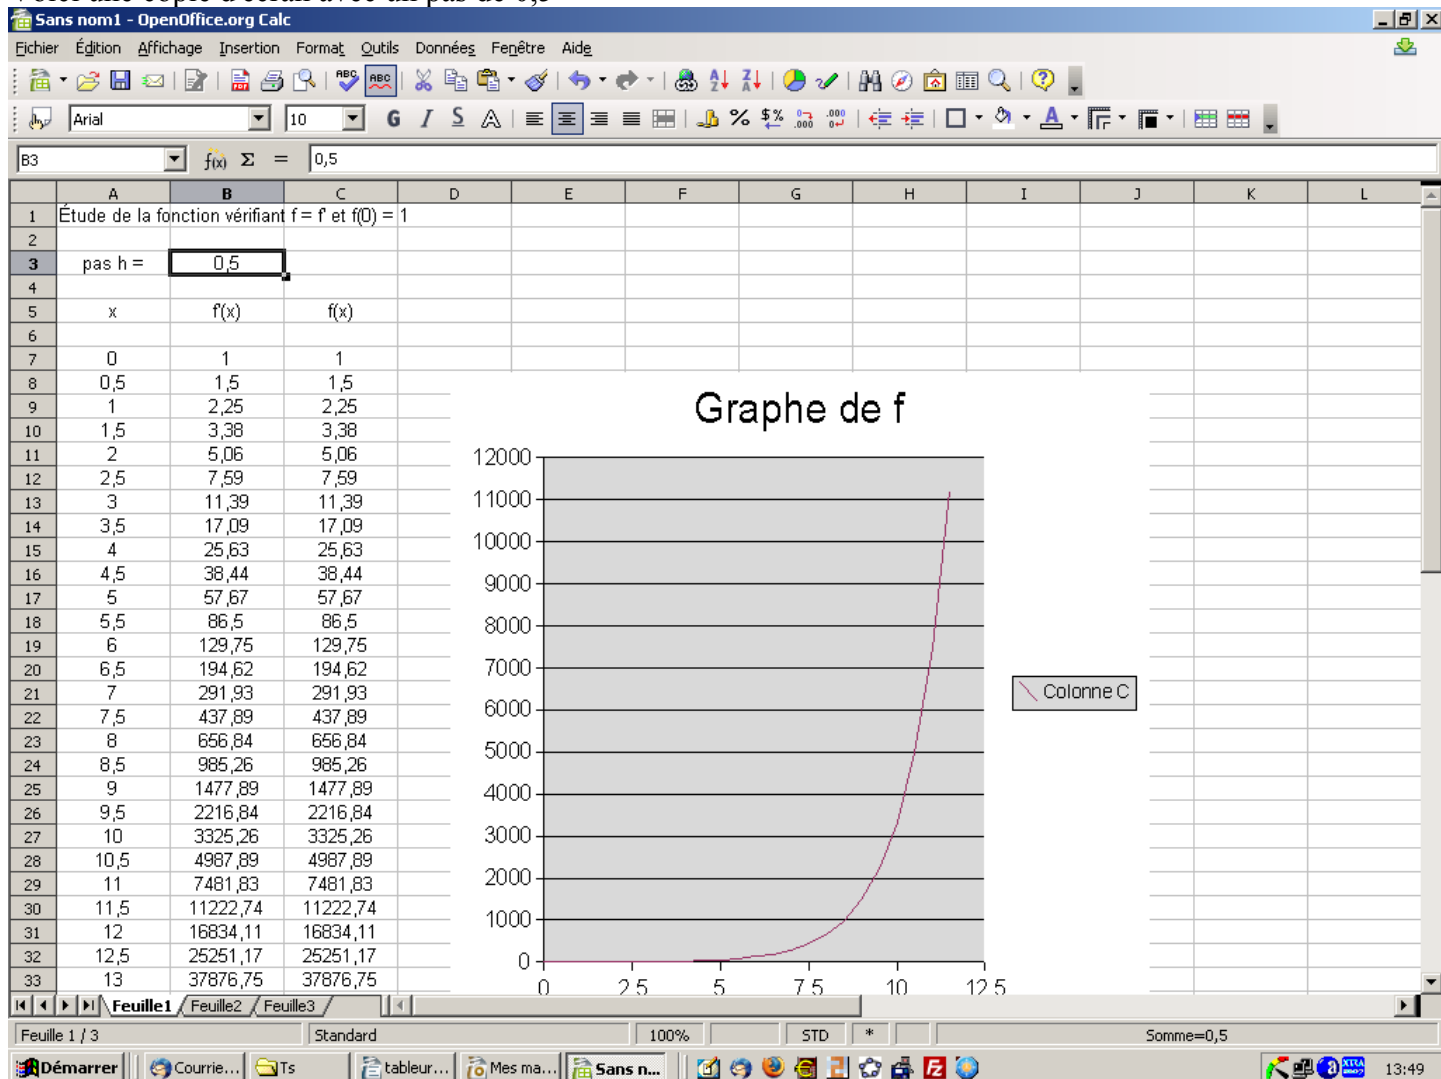 Voici une copie d'écran avec un pas de 0,5
Sans nom1 - OpenOffice.org Calc
Fichier Édition Affichage Insertion Format Outils Données Fenêtre Aide
Arial 10 G I S A
B3 f(x) Σ = 0,5
A B C D E F G H I J K L
1 Étude de la fonction vérifiant f = f' et f(0) = 1
2
3 pas h = 0,5
4
5 x f'(x) f(x)
6
7 0 1 1
8 0,5 1,5 1,5
9 1 2,25 2,25
10 1,5 3,38 3,38
11 2 5,06 5,06
12 2,5 7,59 7,59
13 3 11,39 11,39
14 3,5 17,09 17,09
15 4 25,63 25,63
16 4,5 38,44 38,44
17 5 57,67 57,67
18 5,5 86,5 86,5
19 6 129,75 129,75
20 6,5 194,62 194,62
21 7 291,93 291,93
22 7,5 437,89 437,89
23 8 656,84 656,84
24 8,5 985,26 985,26
25 9 1477,89 1477,89
26 9,5 2216,84 2216,84
27 10 3325,26 3325,26
28 10,5 4987,89 4987,89
29 11 7481,83 7481,83
30 11,5 11222,74 11222,74
31 12 16834,11 16834,11
32 12,5 25251,17 25251,17
33 13 37876,75 37876,75
Graphe de f
12000
11000
10000
9000
8000
7000
6000
5000
4000
3000
2000
1000
0
0 2,5 5 7,5 10 12,5
Colonne C
Feuille1 Feuille2 Feuille3
Feuille 1 / 3 Standard 100% STD * Somme=0,5
Démarrer Courrie... Ts tableur... Mes ma... Sans n... 13:49